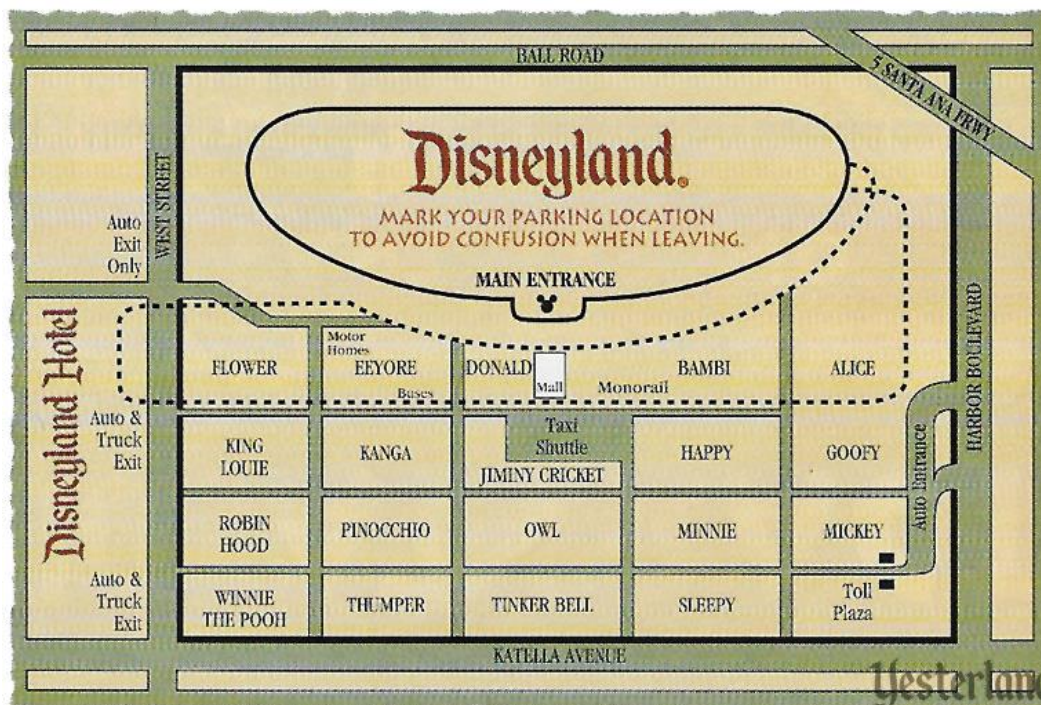 BALL ROAD
5 SANTA ANA FRWY
Disneyland®
MARK YOUR PARKING LOCATION
TO AVOID CONFUSION WHEN LEAVING.
MAIN ENTRANCE
WEST STREET
Auto
Exit
Only
HARBOR BOULEVARD
Disneyland Hotel
Motor
Homes
FLOWER
EEYORE
DONALD
BAMBI
ALICE
Buses
Mall
Monorail
Auto &
Truck
Exit
Taxi
Shuttle
KING
LOUIE
KANGA
JIMINY CRICKET
HAPPY
GOOFY
Auto Entrance
ROBIN
HOOD
PINOCCHIO
OWL
MINNIE
MICKEY
Auto &
Truck
Exit
WINNIE
THE POOH
THUMPER
TINKER BELL
SLEEPY
Toll
Plaza
KATELLA AVENUE
Yesterland